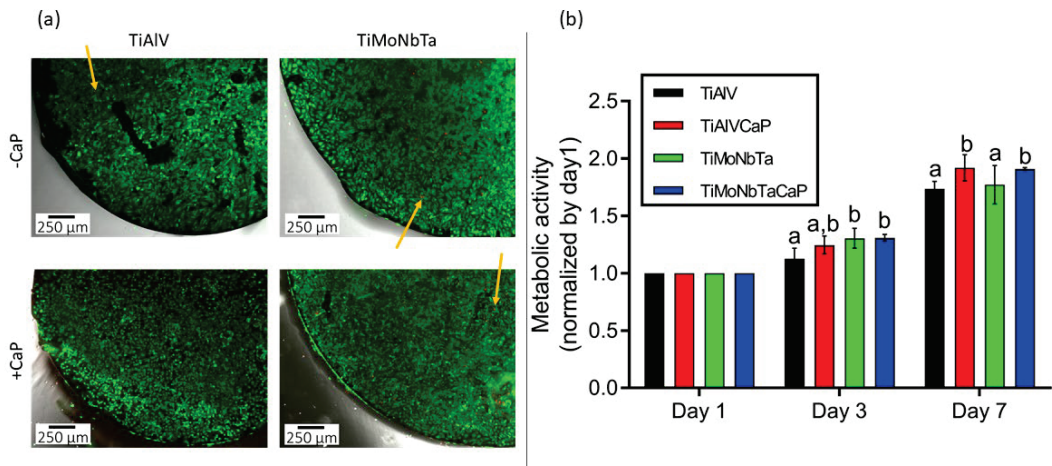 (a)
TiAlV
TiMoNbTa
-CaP
250 µm
250 µm
+CaP
250 µm
250 µm
(b)
Metabolic activity
(normalized by day1)
2.5
2.0
1.5
1.0
0.5
0.0
TiAlV
TiAlVCaP
TiMoNbTa
TiMoNbTaCaP
a
a,b
b
b
a
b
a
b
Day 1
Day 3
Day 7